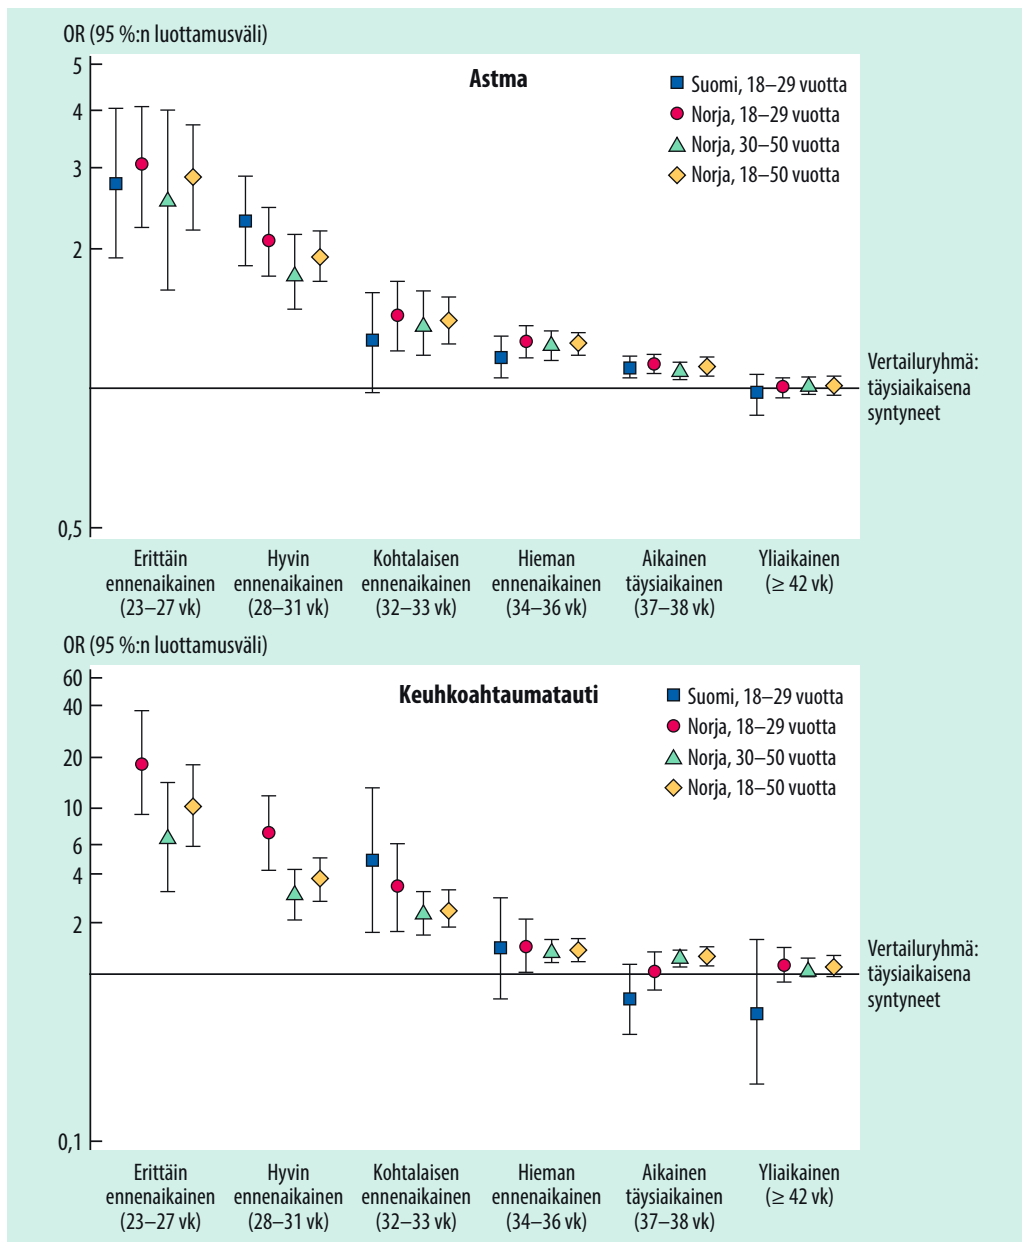 OR (95 %:n luottamusväli)
Astma
Suomi, 18–29 vuotta
Norja, 18–29 vuotta
Norja, 30–50 vuotta
Norja, 18–50 vuotta
5
4
3
2
0,5
Vertailuryhmä:
täysiaikaisena
syntyneet
Erittäin
ennenaikainen
(23–27 vk)
Hyvin
ennenaikainen
(28–31 vk)
Kohtalaisen
ennenaikainen
(32–33 vk)
Hieman
ennenaikainen
(34–36 vk)
Aikainen
täysiaikainen
(37–38 vk)
Yliaikainen
(≥ 42 vk)
OR (95 %:n luottamusväli)
Keuhkoahtaumatauti
Suomi, 18–29 vuotta
Norja, 18–29 vuotta
Norja, 30–50 vuotta
Norja, 18–50 vuotta
60
40
20
10
6
4
2
0,1
Vertailuryhmä:
täysiaikaisena
syntyneet
Erittäin
ennenaikainen
(23–27 vk)
Hyvin
ennenaikainen
(28–31 vk)
Kohtalaisen
ennenaikainen
(32–33 vk)
Hieman
ennenaikainen
(34–36 vk)
Aikainen
täysiaikainen
(37–38 vk)
Yliaikainen
(≥ 42 vk)